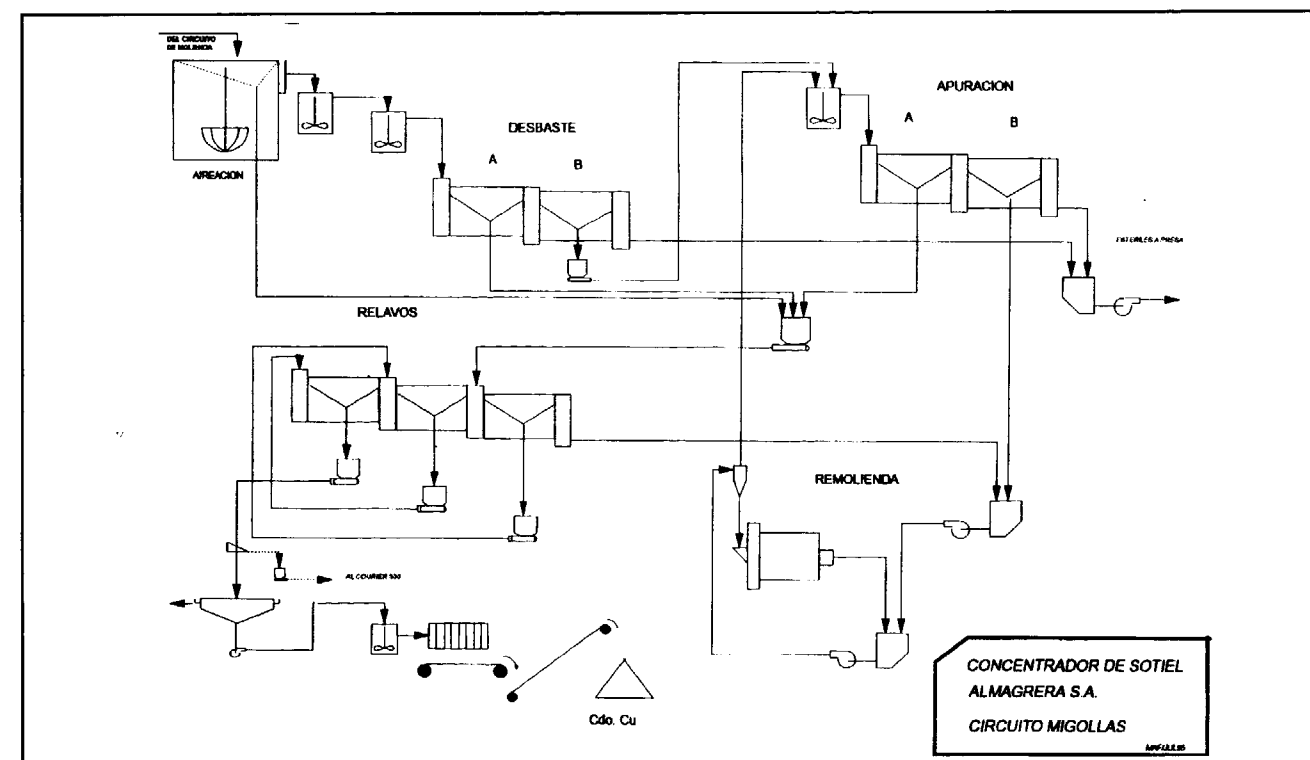 DEL CIRCUITO
DE MOLIENDA
AIREACION
DESBASTE
A
B
APURACION
A
B
ESTERILES A PRESA
RELAVOS
REMOLIENDA
AL COURIER 300
Cdo. Cu
CONCENTRADOR DE SOTIEL
ALMAGRERA S.A.
CIRCUITO MIGOLLAS